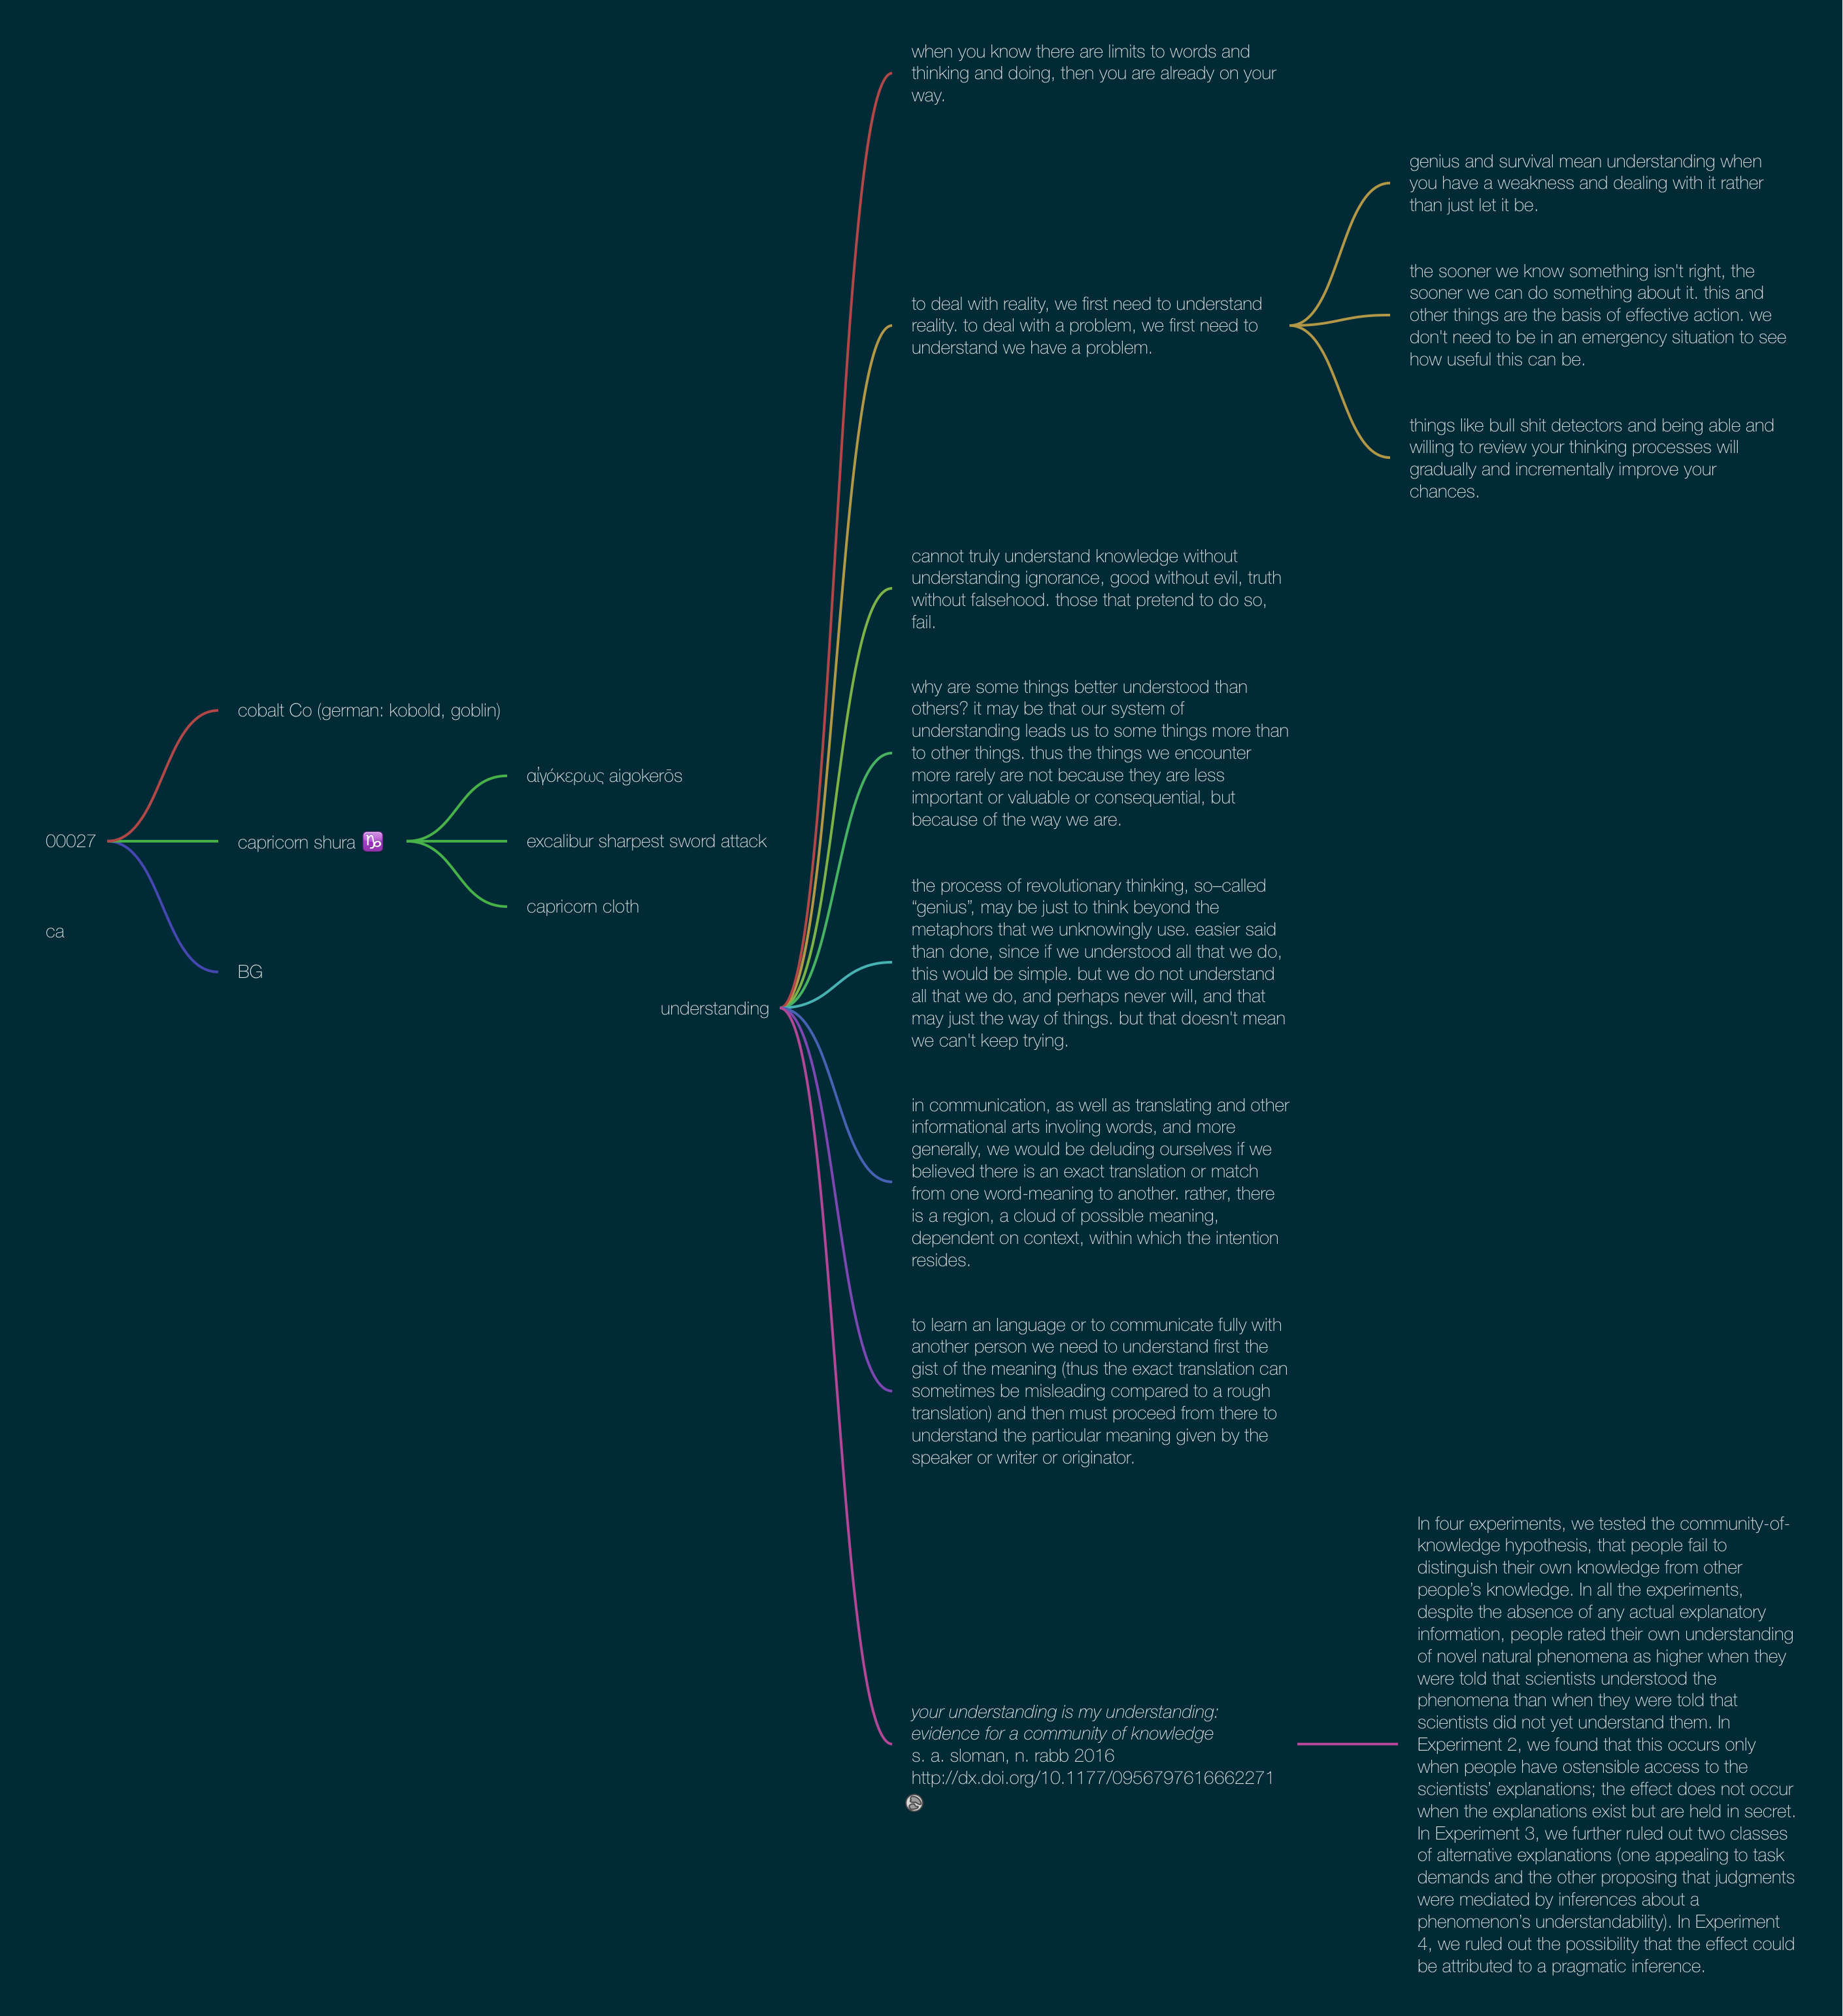 00027
ca
cobalt Co (german: kobold, goblin)
capricorn shura ♑
αἰγόκερως aigokerōs
excalibur sharpest sword attack
capricorn cloth
BG
understanding
when you know there are limits to words and
thinking and doing, then you are already on your
way.
to deal with reality, we first need to understand
reality. to deal with a problem, we first need to
understand we have a problem.
genius and survival mean understanding when
you have a weakness and dealing with it rather
than just let it be.
the sooner we know something isn't right, the
sooner we can do something about it. this and
other things are the basis of effective action. we
don't need to be in an emergency situation to see
how useful this can be.
things like bull shit detectors and being able and
willing to review your thinking processes will
gradually and incrementally improve your
chances.
cannot truly understand knowledge without
understanding ignorance, good without evil, truth
without falsehood. those that pretend to do so,
fail.
why are some things better understood than
others? it may be that our system of
understanding leads us to some things more than
to other things. thus the things we encounter
more rarely are not because they are less
important or valuable or consequential, but
because of the way we are.
the process of revolutionary thinking, so–called
“genius”, may be just to think beyond the
metaphors that we unknowingly use. easier said
than done, since if we understood all that we do,
this would be simple. but we do not understand
all that we do, and perhaps never will, and that
may just the way of things. but that doesn't mean
we can't keep trying.
in communication, as well as translating and other
informational arts involing words, and more
generally, we would be deluding ourselves if we
believed there is an exact translation or match
from one word-meaning to another. rather, there
is a region, a cloud of possible meaning,
dependent on context, within which the intention
resides.
to learn an language or to communicate fully with
another person we need to understand first the
gist of the meaning (thus the exact translation can
sometimes be misleading compared to a rough
translation) and then must proceed from there to
understand the particular meaning given by the
speaker or writer or originator.
your understanding is my understanding:
evidence for a community of knowledge
s. a. sloman, n. rabb 2016
http://dx.doi.org/10.1177/0956797616662271
In four experiments, we tested the community-of-
knowledge hypothesis, that people fail to
distinguish their own knowledge from other
people’s knowledge. In all the experiments,
despite the absence of any actual explanatory
information, people rated their own understanding
of novel natural phenomena as higher when they
were told that scientists understood the
phenomena than when they were told that
scientists did not yet understand them. In
Experiment 2, we found that this occurs only
when people have ostensible access to the
scientists’ explanations; the effect does not occur
when the explanations exist but are held in secret.
In Experiment 3, we further ruled out two classes
of alternative explanations (one appealing to task
demands and the other proposing that judgments
were mediated by inferences about a
phenomenon’s understandability). In Experiment
4, we ruled out the possibility that the effect could
be attributed to a pragmatic inference.